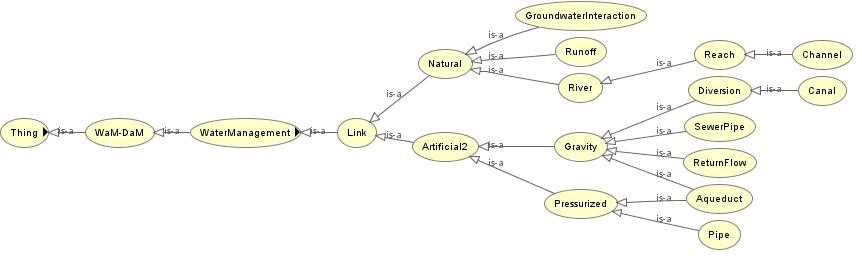 GroundwaterInteraction
is-a
Natural
is-a
Runoff
is-a
River
is-a
Reach
is-a
Channel
is-a
Diversion
is-a
Canal
is-a
SewerPipe
is-a
Thing
is-a
WaM-DaM
is-a
WaterManagement
is-a
Link
is-a
Artificial2
is-a
Gravity
is-a
ReturnFlow
is-a
Aqueduct
is-a
Pressurized
is-a
is-a
Pipe
is-a